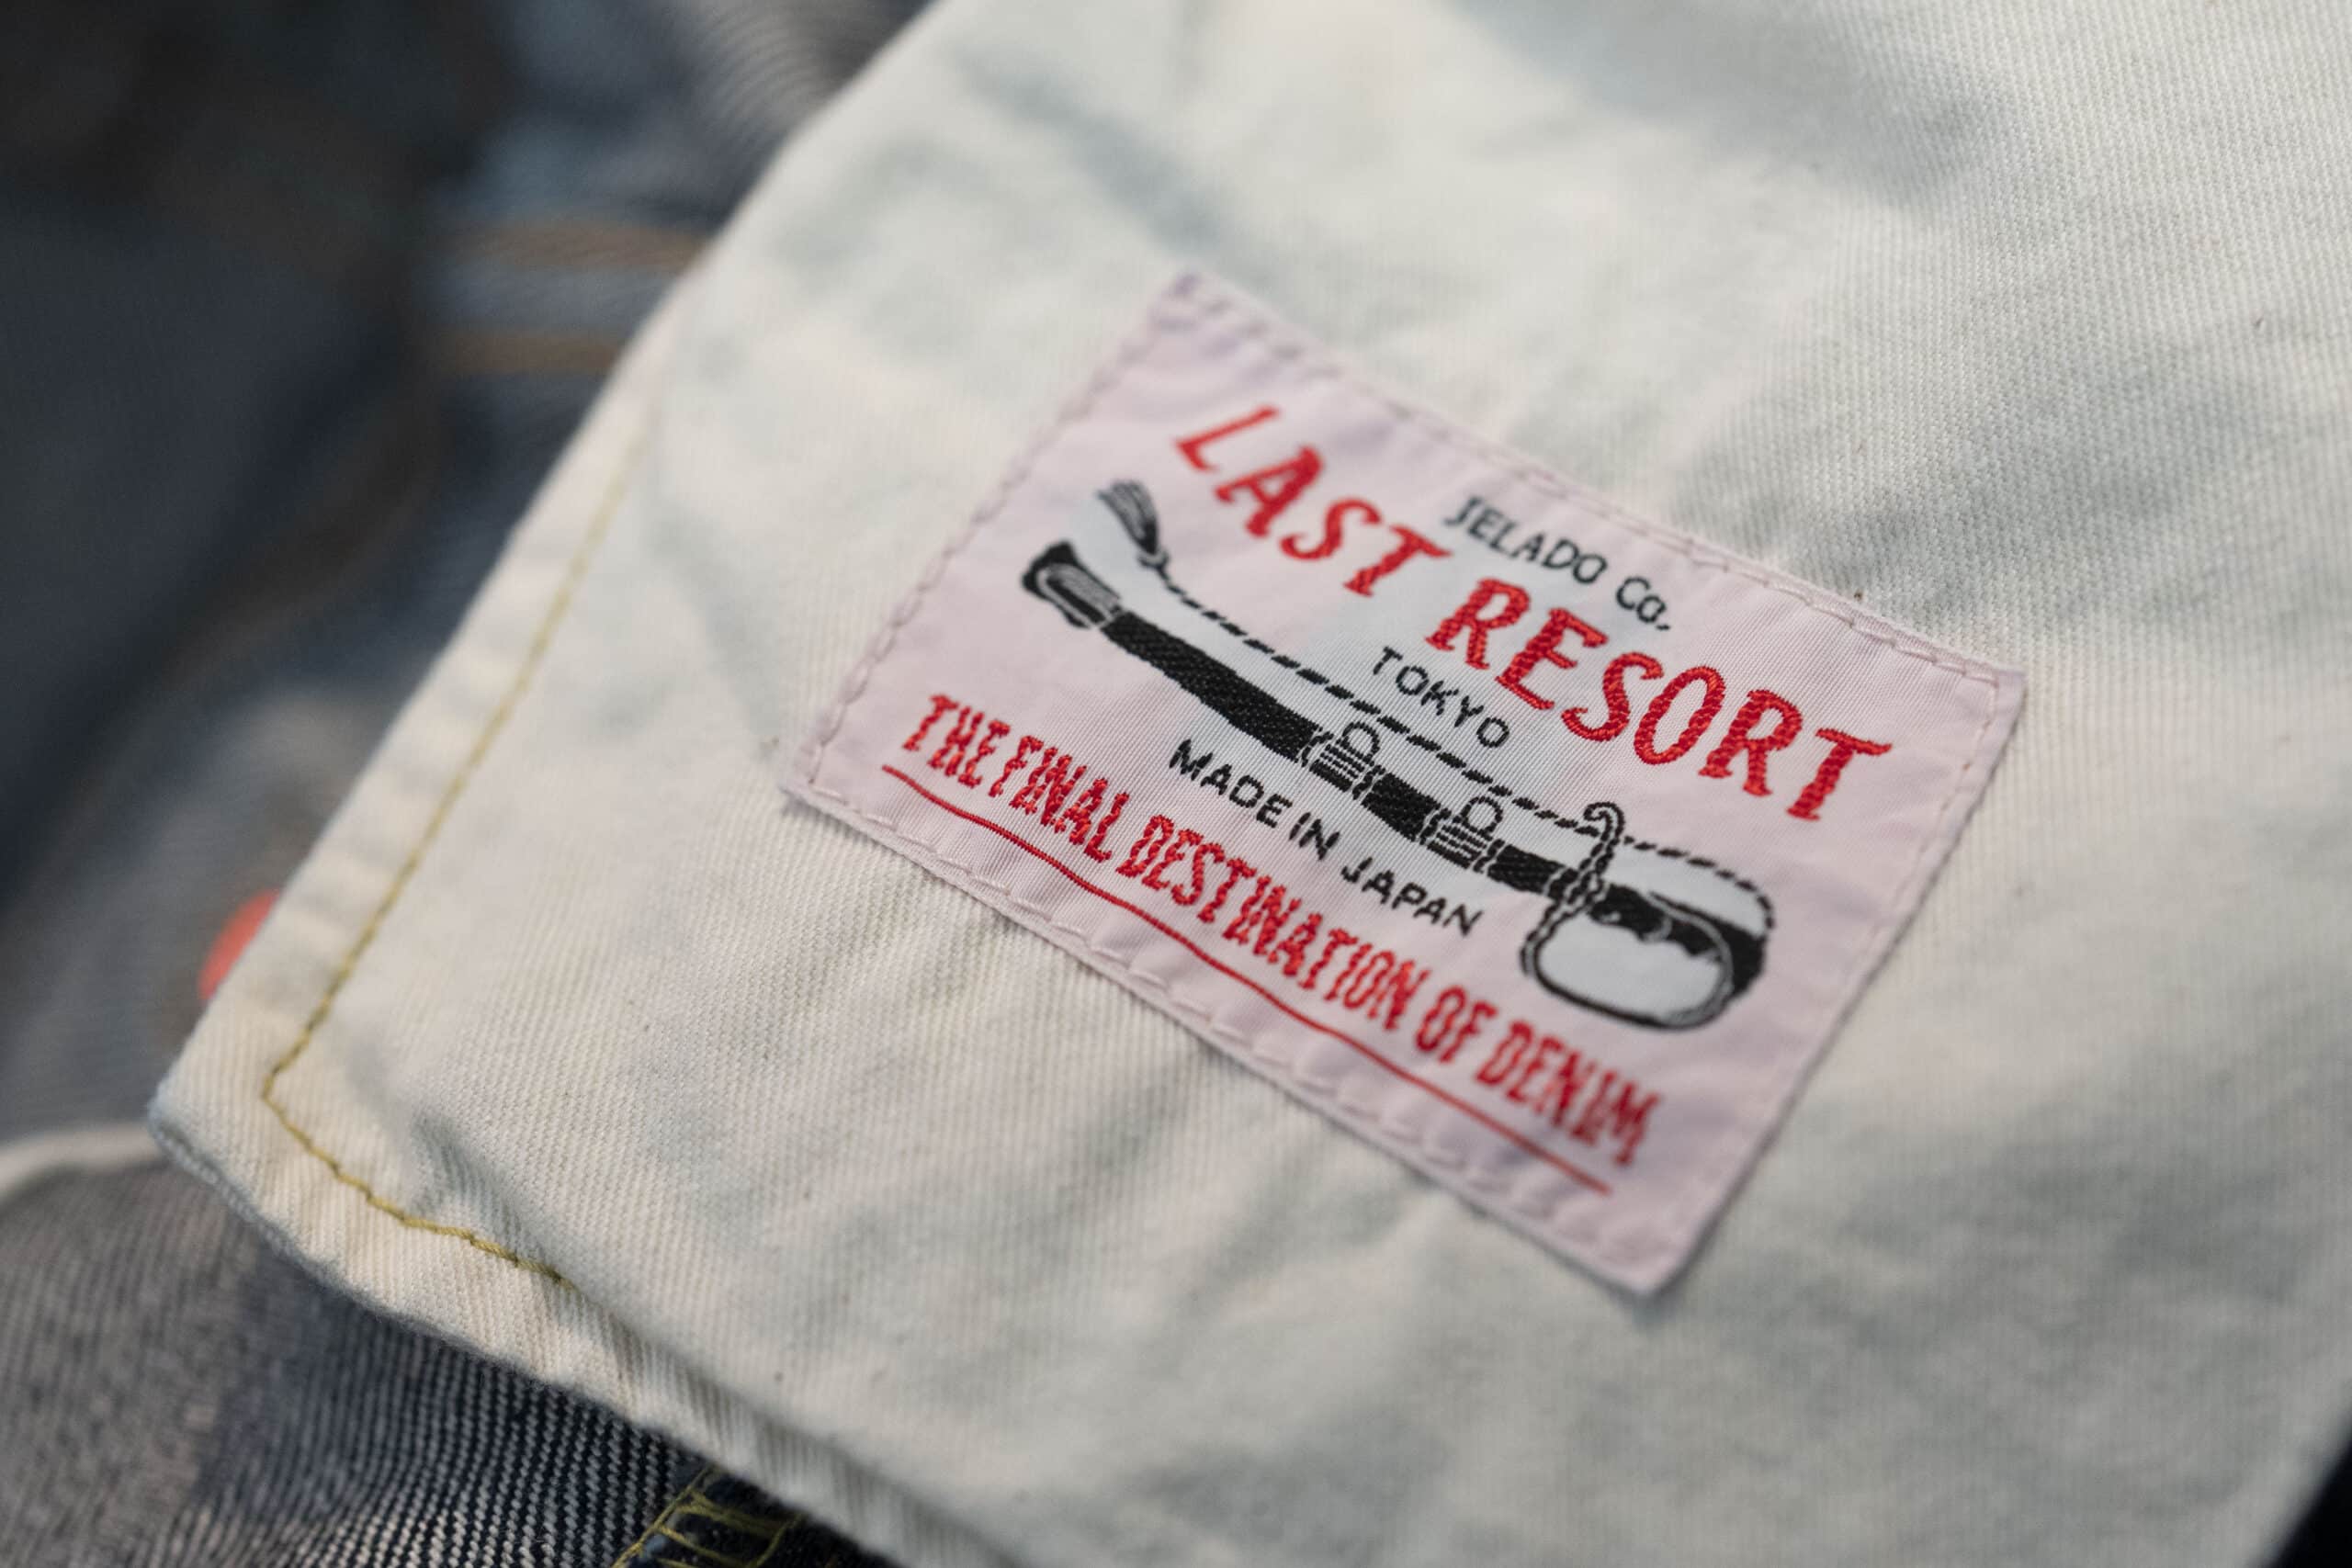 JELADO Co.
LAST RESORT
TOKYO
MADE IN JAPAN
THE FINAL DESTINATION OF DENIM